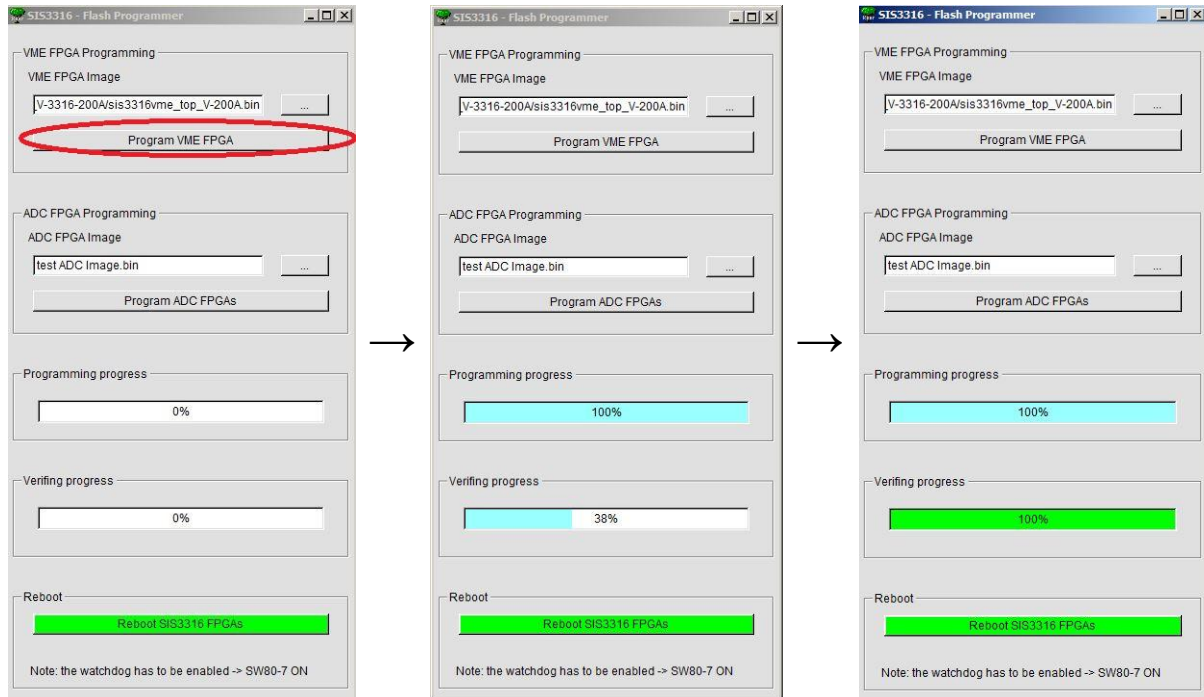 SIS3316 - Flash Programmer
VME FPGA Programming
VME FPGA Image
_V-3316-200A/sis3316vme_top_V-200A.bin
...
Program VME FPGA
ADC FPGA Programming
ADC FPGA Image
test ADC Image.bin
...
Program ADC FPGAs
Programming progress
0%
Verifing progress
0%
Reboot
Reboot SIS3316 FPGAs
Note: the watchdog has to be enabled -> SW80-7 ON
→
SIS3316 - Flash Programmer
VME FPGA Programming
VME FPGA Image
_V-3316-200A/sis3316vme_top_V-200A.bin
...
Program VME FPGA
ADC FPGA Programming
ADC FPGA Image
test ADC Image.bin
...
Program ADC FPGAs
Programming progress
100%
Verifing progress
38%
Reboot
Reboot SIS3316 FPGAs
Note: the watchdog has to be enabled -> SW80-7 ON
→
SIS3316 - Flash Programmer
VME FPGA Programming
VME FPGA Image
_V-3316-200A/sis3316vme_top_V-200A.bin
...
Program VME FPGA
ADC FPGA Programming
ADC FPGA Image
test ADC Image.bin
...
Program ADC FPGAs
Programming progress
100%
Verifing progress
100%
Reboot
Reboot SIS3316 FPGAs
Note: the watchdog has to be enabled -> SW80-7 ON